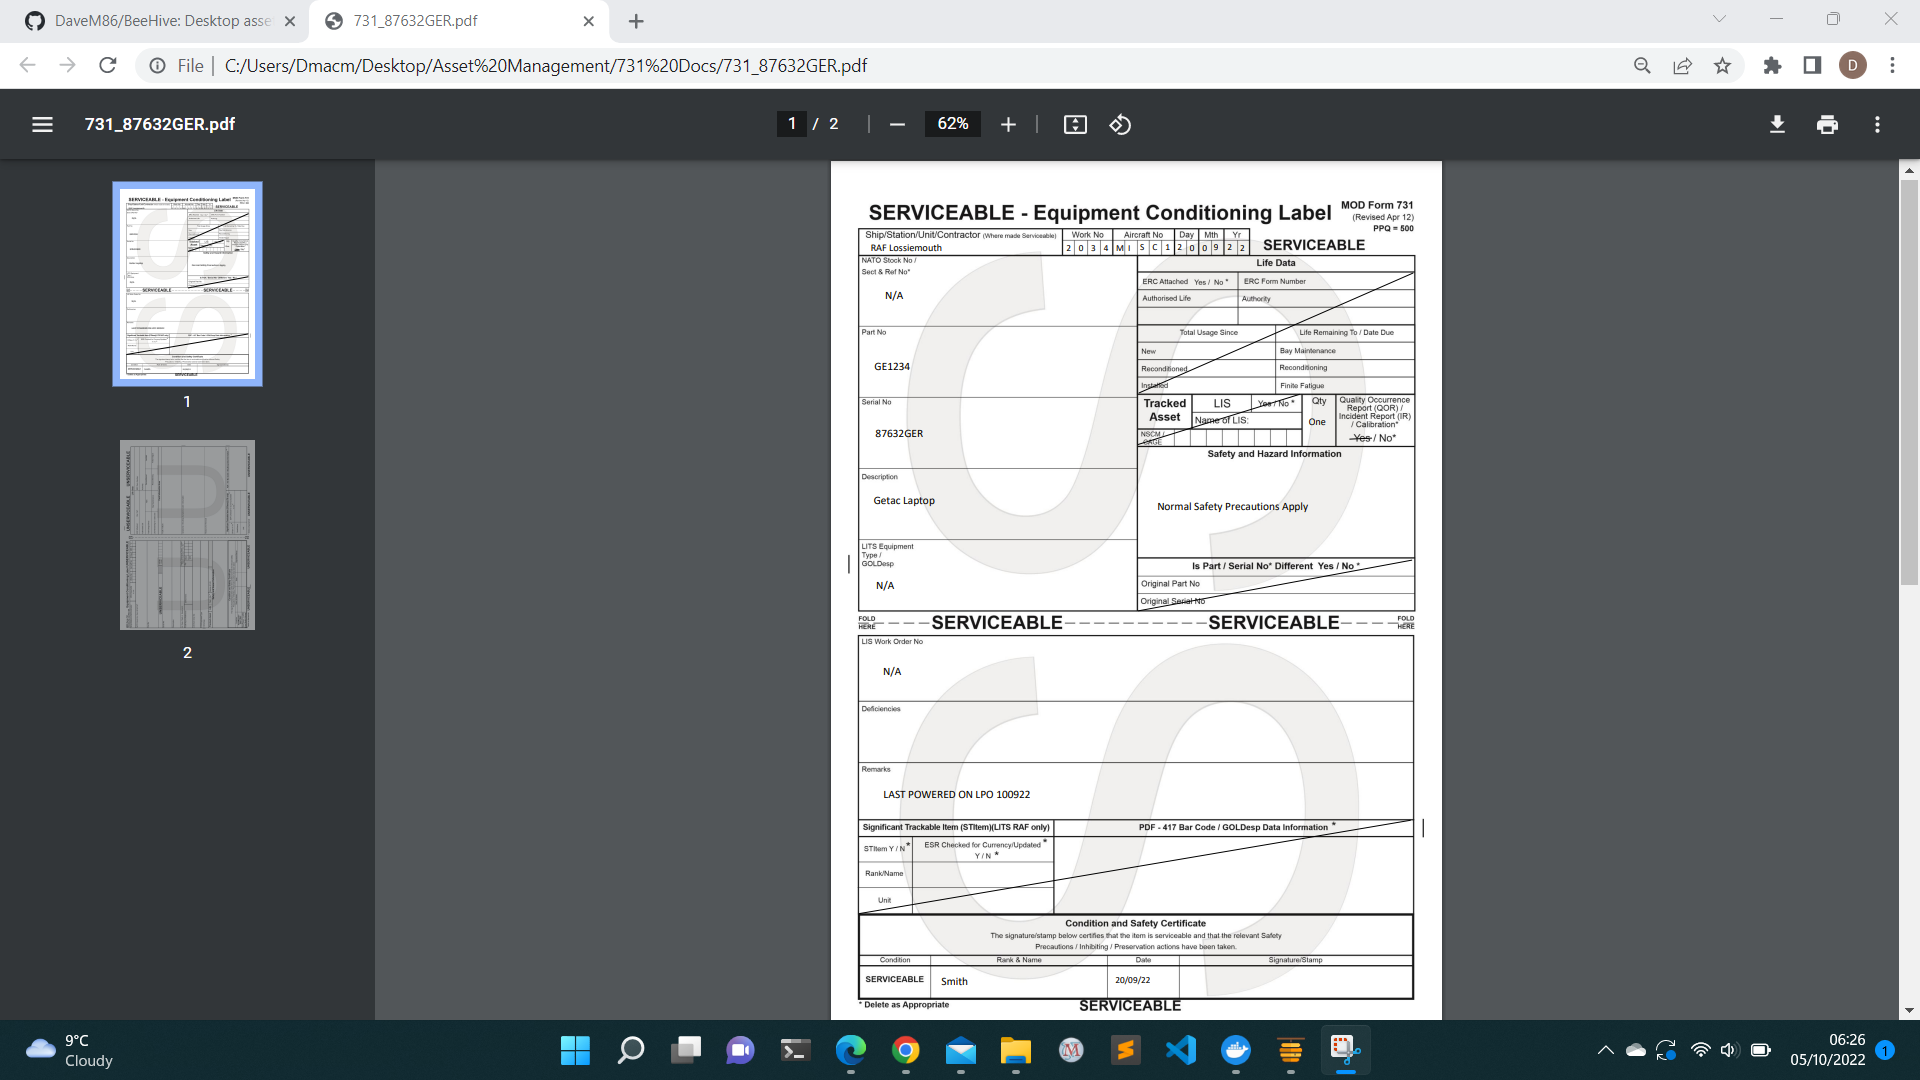 DaveM86/BeeHive: Desktop asse
731_87632GER.pdf
File | C:/Users/Dmacm/Desktop/Asset%20Management/731%20Docs/731_87632GER.pdf
D
731_87632GER.pdf
1 / 2
62%
1
2
SERVICEABLE - Equipment Conditioning Label
MOD Form 731
(Revised Apr 12)
PPQ = 500
Ship/Station/Unit/Contractor (Where made Serviceable) Work No Aircraft No Day Mth Yr
RAF Lossiemouth 2 0 3 4 M I S C 1 2 0 0 9 2 2
SERVICEABLE
NATO Stock No /
Sect & Ref No*
N/A
Part No
GE1234
Serial No
87632GER
Description
Getac Laptop
LITS Equipment
Type /
GOLDesp
N/A
Life Data
ERC Attached Yes / No * ERC Form Number
Authorised Life Authority
Total Usage Since Life Remaining To / Date Due
New Bay Maintenance
Reconditioned Reconditioning
Installed Finite Fatigue
Tracked
Asset
LIS Yes / No *
Name of LIS:
NSCM /
CAGE
Qty
One
Quality Occurrence
Report (QOR) /
Incident Report (IR)
/ Calibration*
Yes / No*
Safety and Hazard Information
Normal Safety Precautions Apply
Is Part / Serial No* Different Yes / No *
Original Part No
Original Serial No
FOLD
HERE
SERVICEABLE
SERVICEABLE
FOLD
HERE
LIS Work Order No
N/A
Deficiencies
Remarks
LAST POWERED ON LPO 100922
Significant Trackable Item (STItem)(LITS RAF only) PDF - 417 Bar Code / GOLDesp Data Information *
STItem Y / N *
ESR Checked for Currency/Updated *
Y / N *
Rank/Name
Unit
Condition and Safety Certificate
The signature/stamp below certifies that the item is serviceable and that the relevant Safety
Precautions / Inhibiting / Preservation actions have been taken.
Condition Rank & Name Date Signature/Stamp
SERVICEABLE Smith 20/09/22
* Delete as Appropriate
SERVICEABLE
9°C
Cloudy
06:26
05/10/2022
1